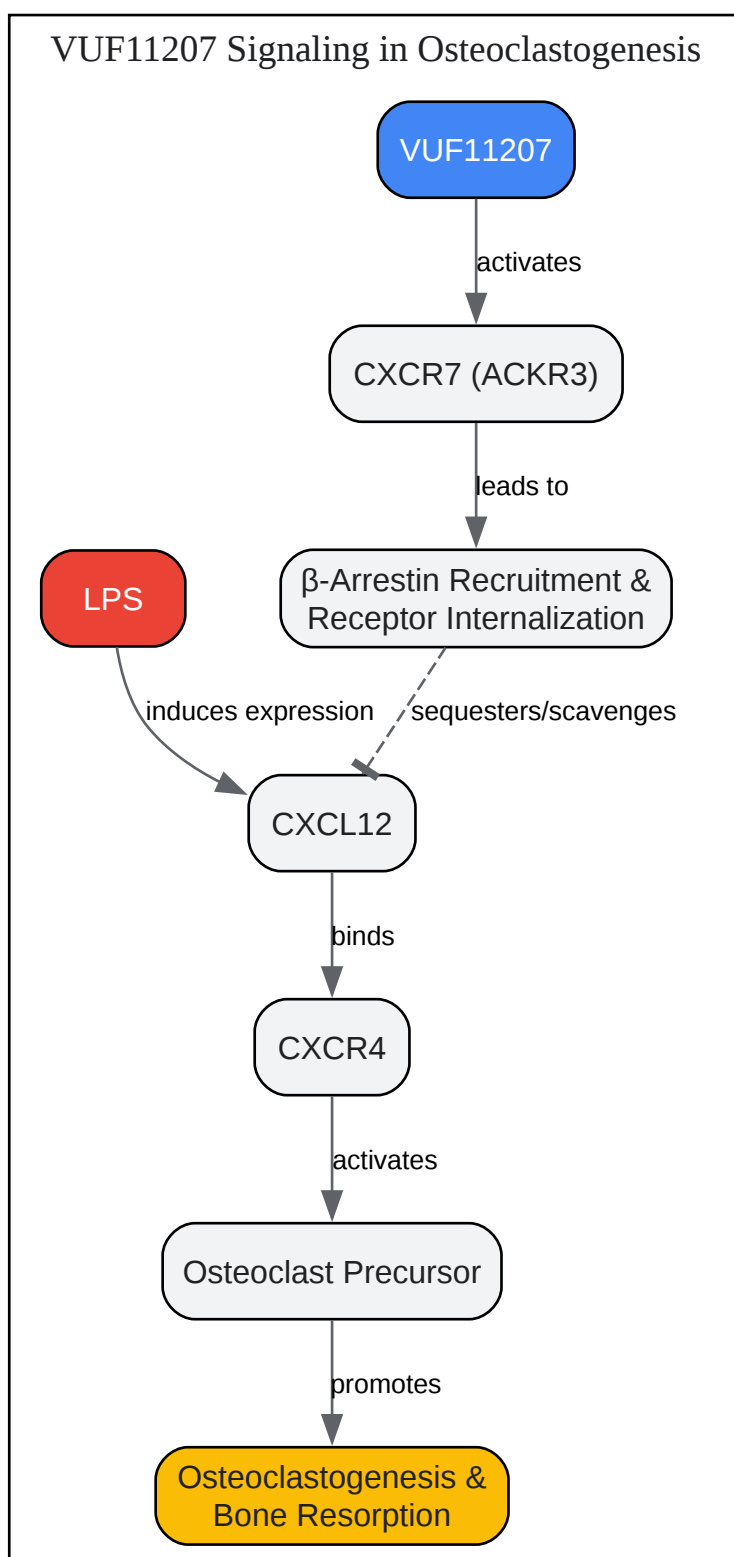 VUF11207 Signaling in Osteoclastogenesis
VUF11207
activates
CXCR7 (ACKR3)
leads to
β-Arrestin Recruitment &
Receptor Internalization
LPS
induces expression
sequesters/scavenges
CXCL12
binds
CXCR4
activates
Osteoclast Precursor
promotes
Osteoclastogenesis &
Bone Resorption